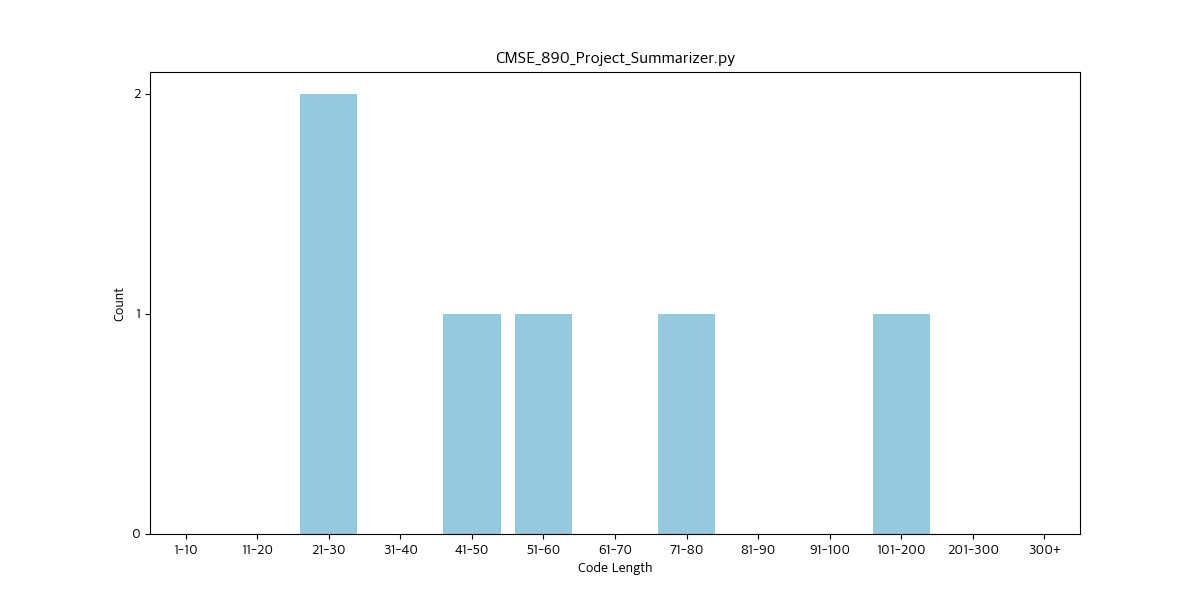 CMSE_890_Project_Summarizer.py
2
1
0
Count
1-10 11-20 21-30 31-40 41-50 51-60 61-70 71-80 81-90 91-100 101-200 201-300 300+
Code Length